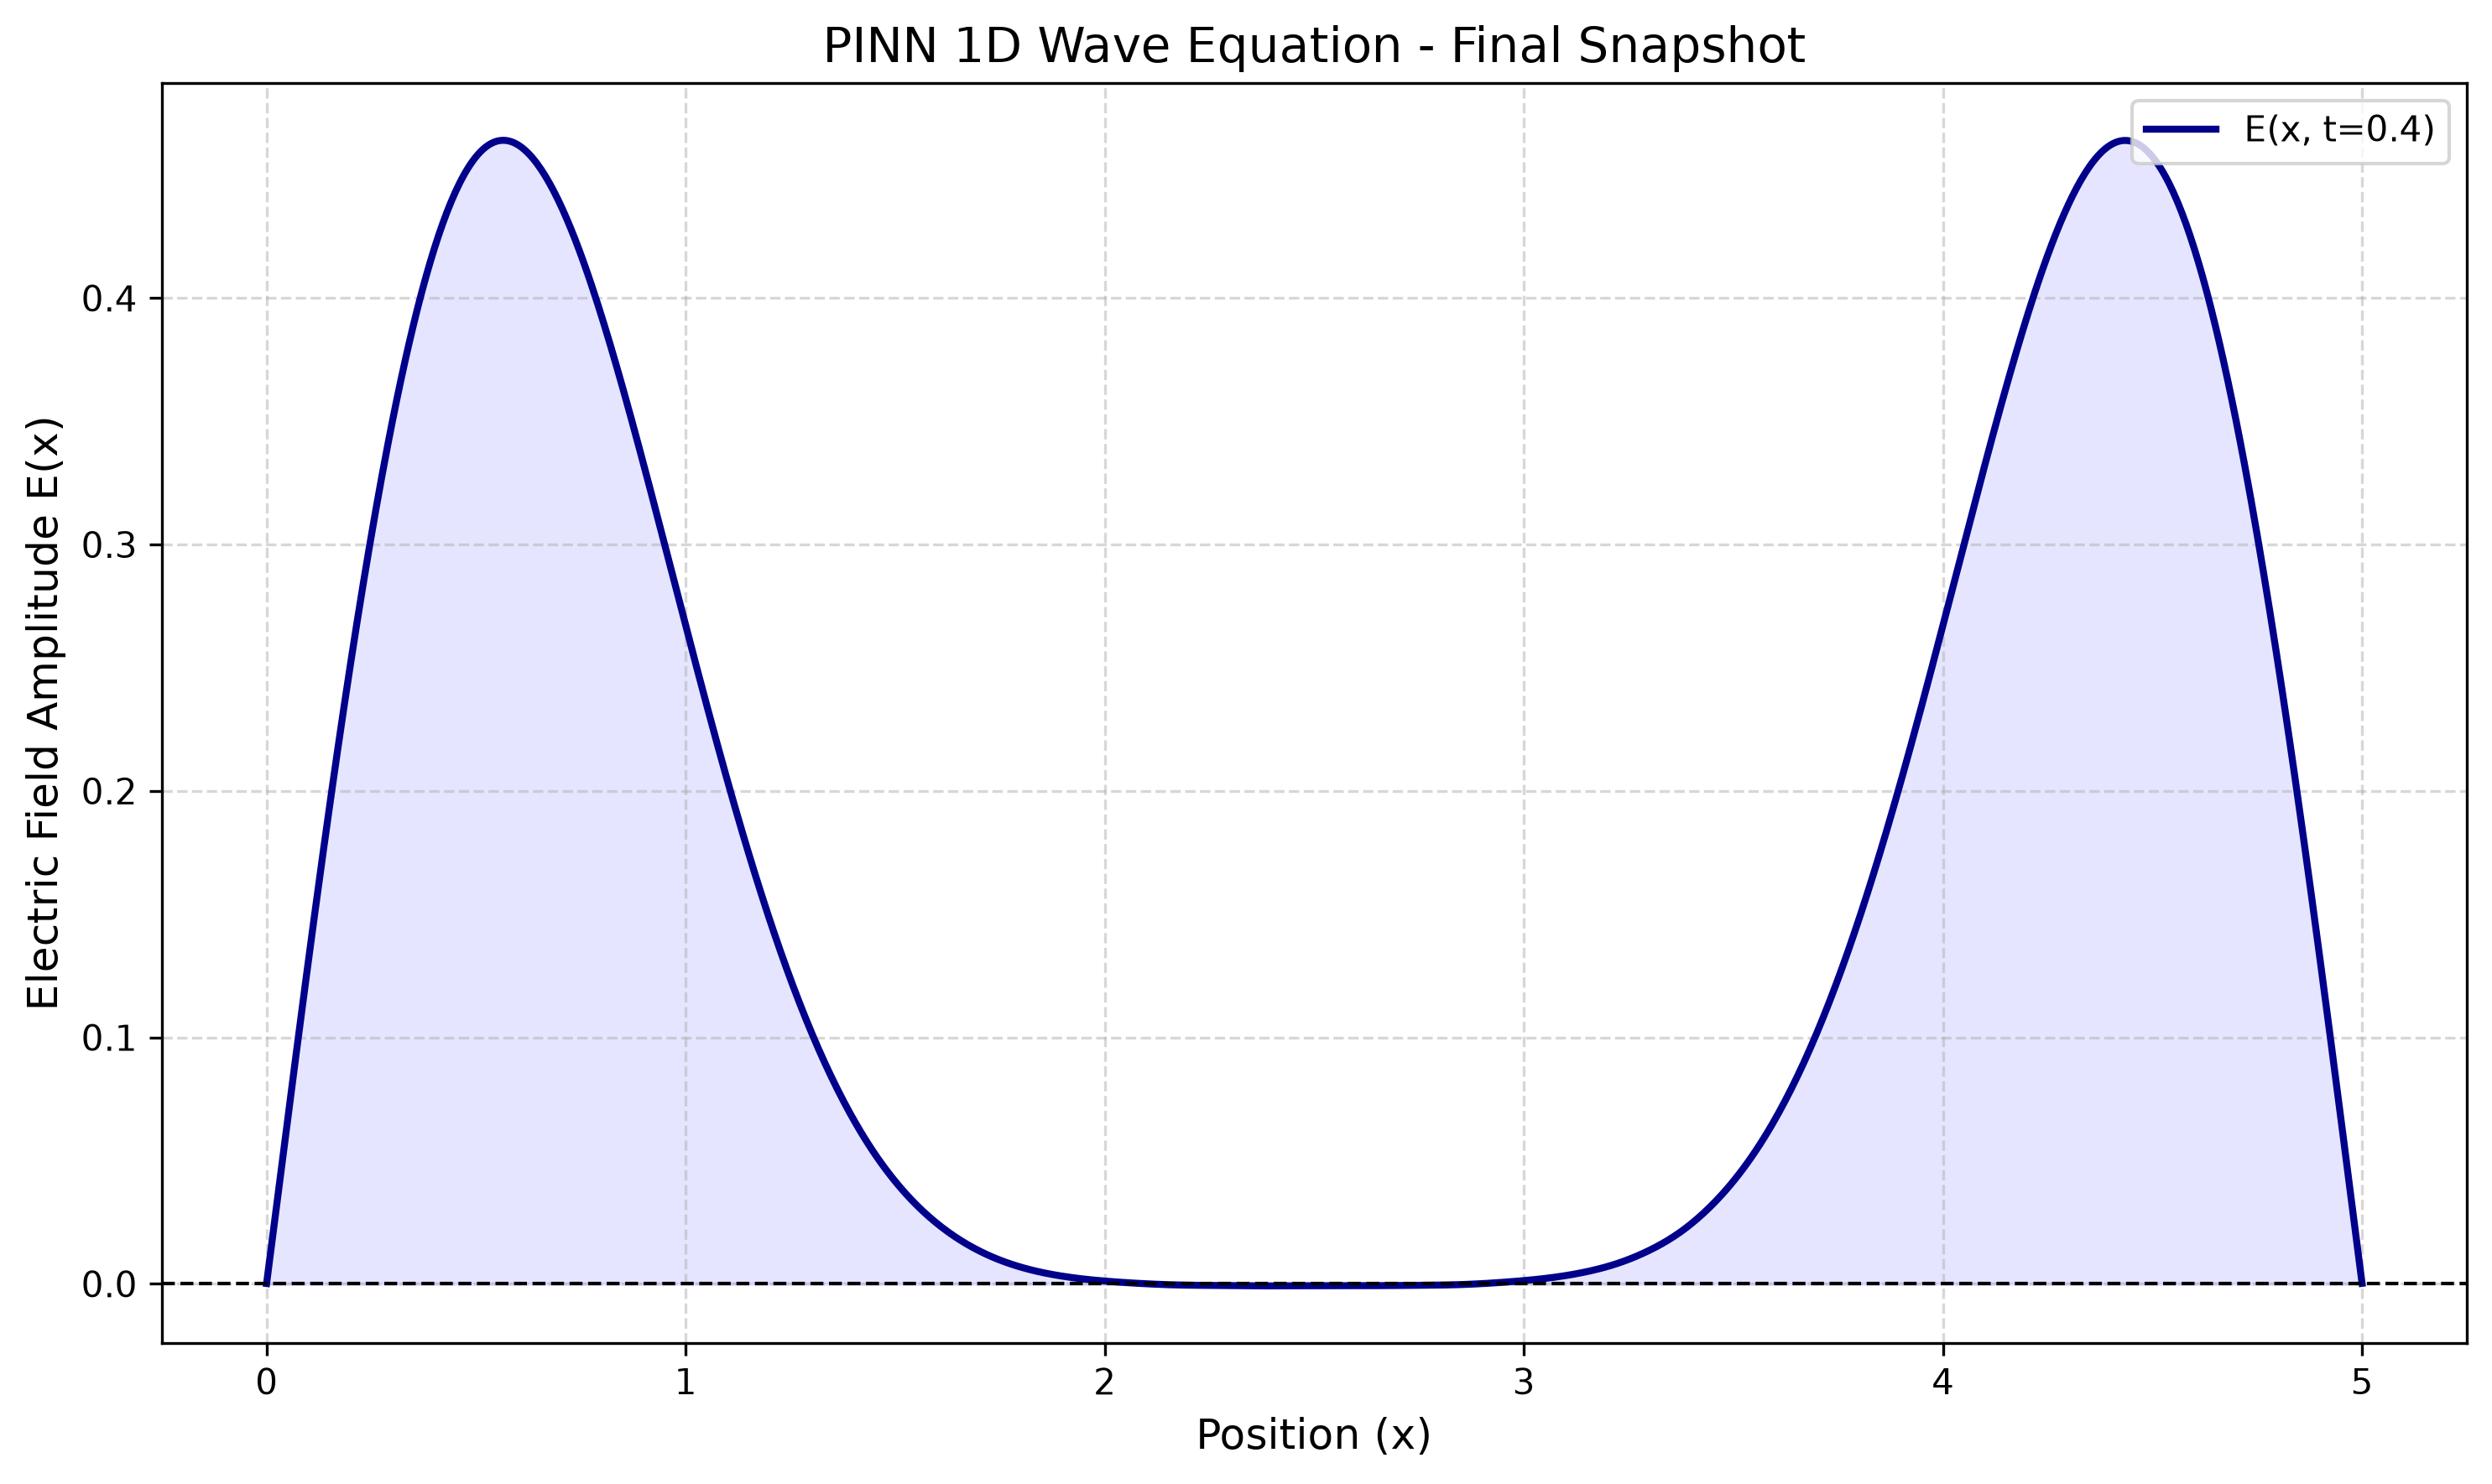 PINN 1D Wave Equation - Final Snapshot
E(x, t=0.4)
Electric Field Amplitude E(x)
0.4
0.3
0.2
0.1
0.0
0 1 2 3 4 5
Position (x)